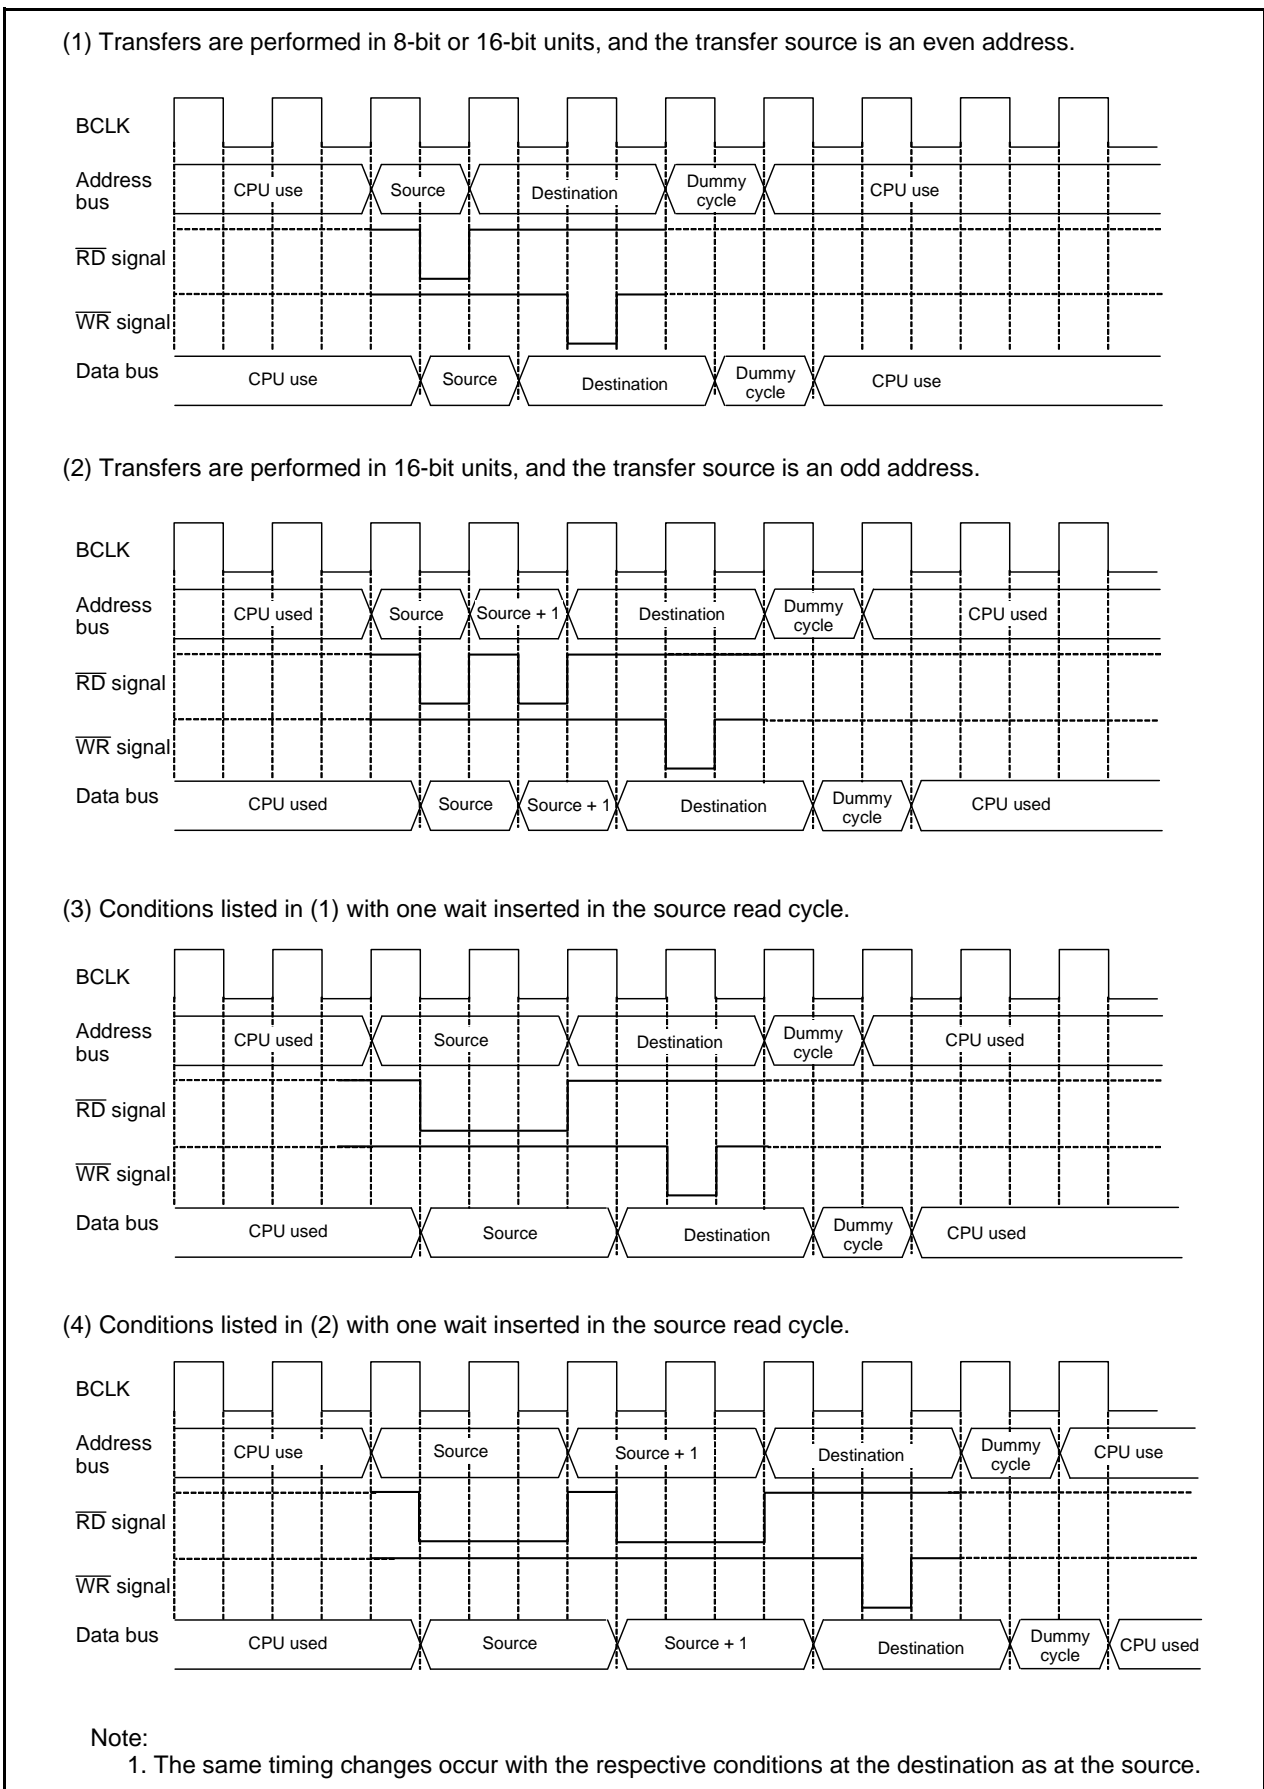 (1) Transfers are performed in 8-bit or 16-bit units, and the transfer source is an even address.
BCLK
Address
bus
CPU use
Source
Destination
Dummy
cycle
CPU use
RD signal
WR signal
Data bus
CPU use
Source
Destination
Dummy
cycle
CPU use
(2) Transfers are performed in 16-bit units, and the transfer source is an odd address.
BCLK
Address
bus
CPU used
Source
Source + 1
Destination
Dummy
cycle
CPU used
RD signal
WR signal
Data bus
CPU used
Source
Source + 1
Destination
Dummy
cycle
CPU used
(3) Conditions listed in (1) with one wait inserted in the source read cycle.
BCLK
Address
bus
CPU used
Source
Destination
Dummy
cycle
CPU used
RD signal
WR signal
Data bus
CPU used
Source
Destination
Dummy
cycle
CPU used
(4) Conditions listed in (2) with one wait inserted in the source read cycle.
BCLK
Address
bus
CPU use
Source
Source + 1
Destination
Dummy
cycle
CPU use
RD signal
WR signal
Data bus
CPU used
Source
Source + 1
Destination
Dummy
cycle
CPU used
Note:
1. The same timing changes occur with the respective conditions at the destination as at the source.